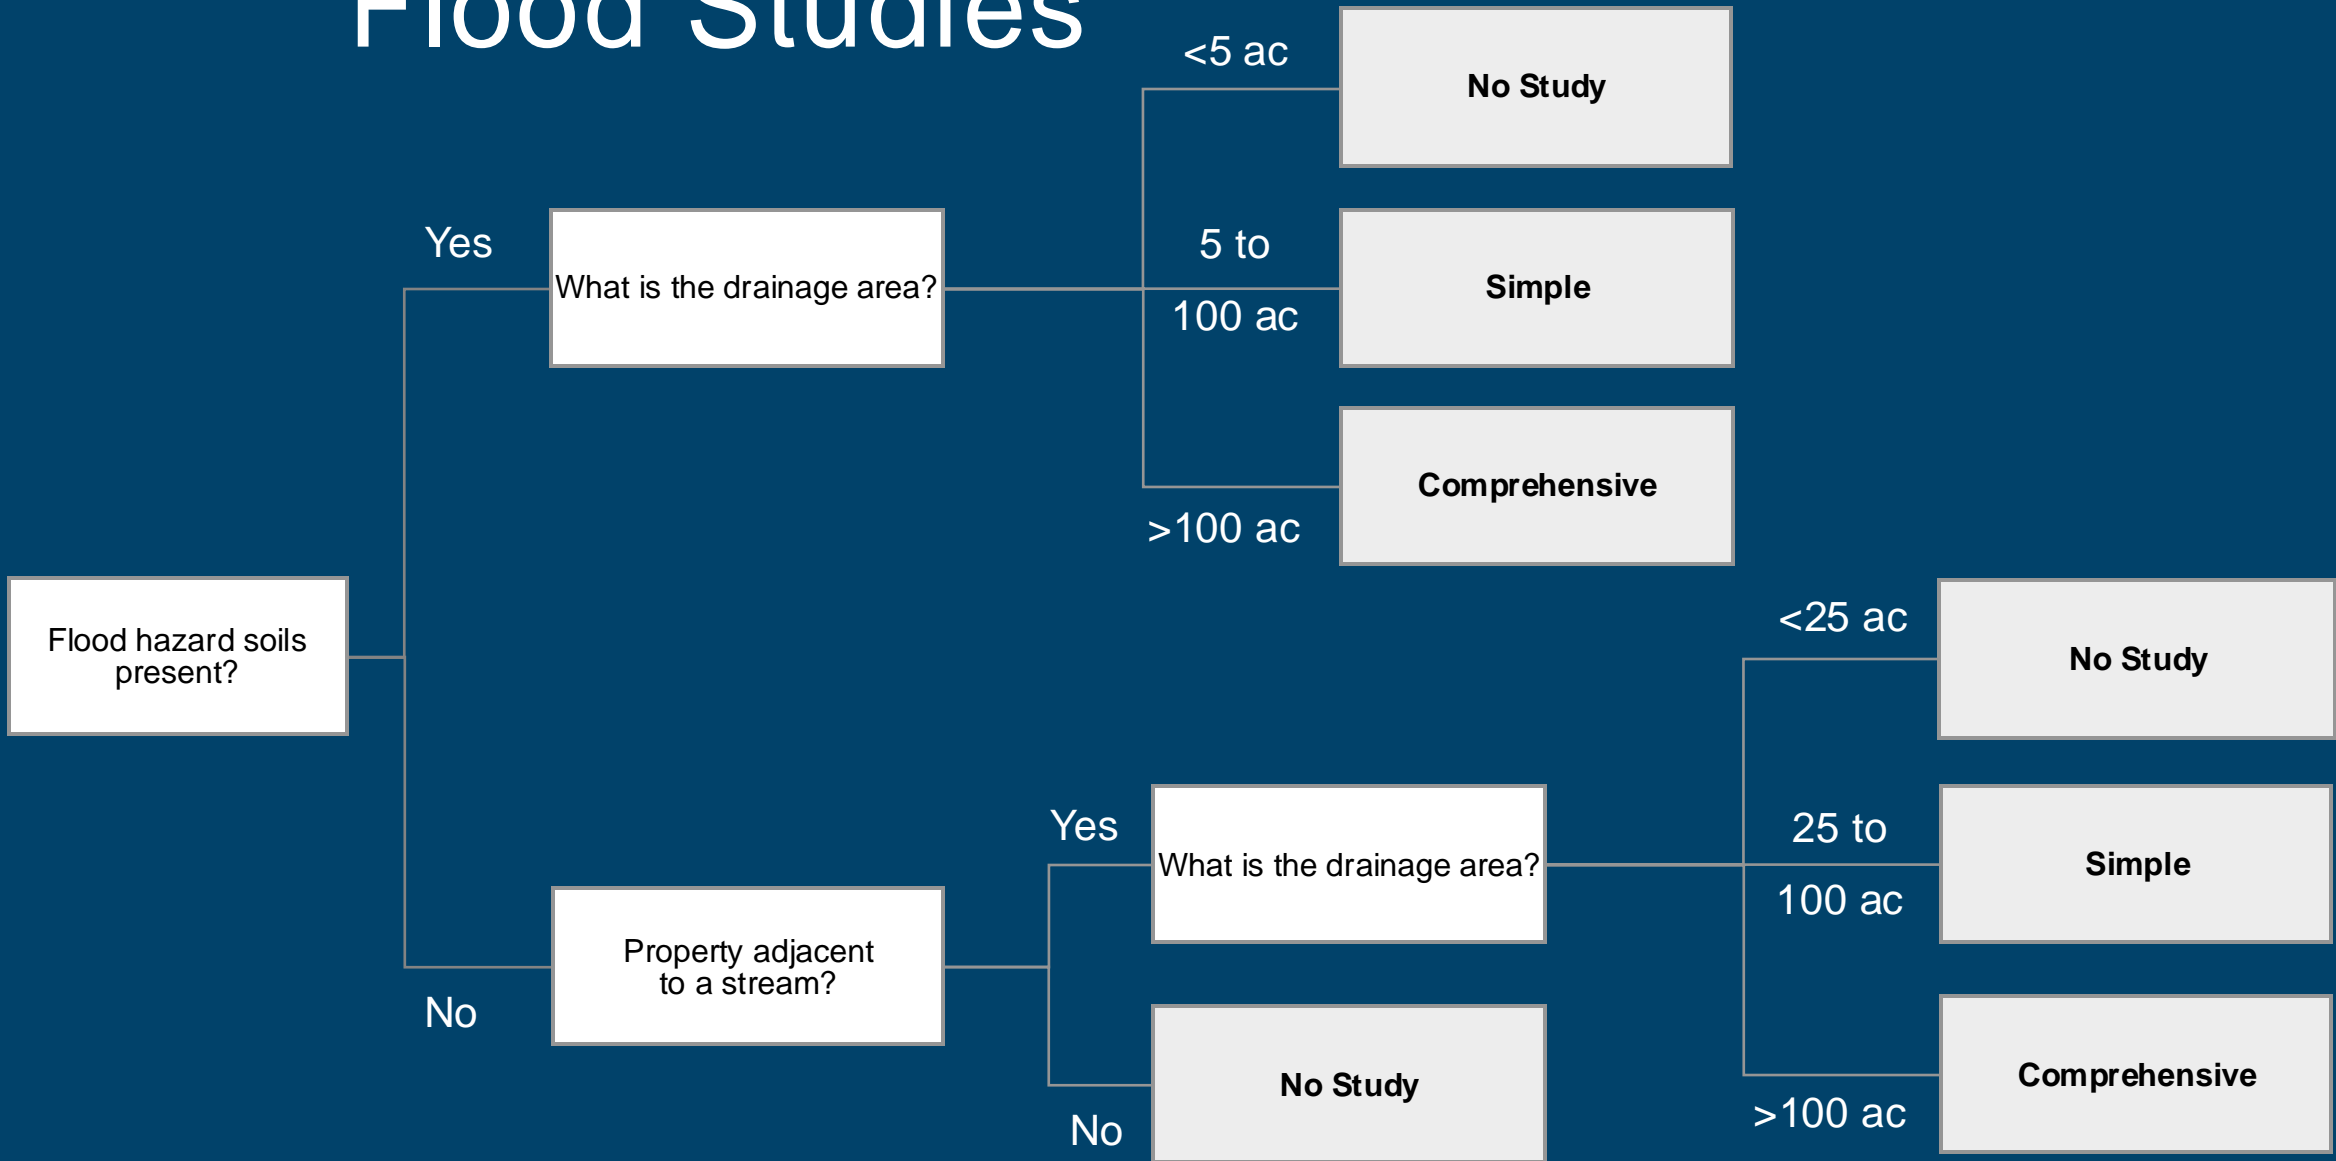 Flood Studies
<5 ac
No Study
Yes
What is the drainage area?
5 to
100 ac
Simple
>100 ac
Comprehensive
Flood hazard soils
present?
No
Property adjacent
to a stream?
Yes
What is the drainage area?
<25 ac
No Study
25 to
100 ac
Simple
>100 ac
Comprehensive
No
No Study